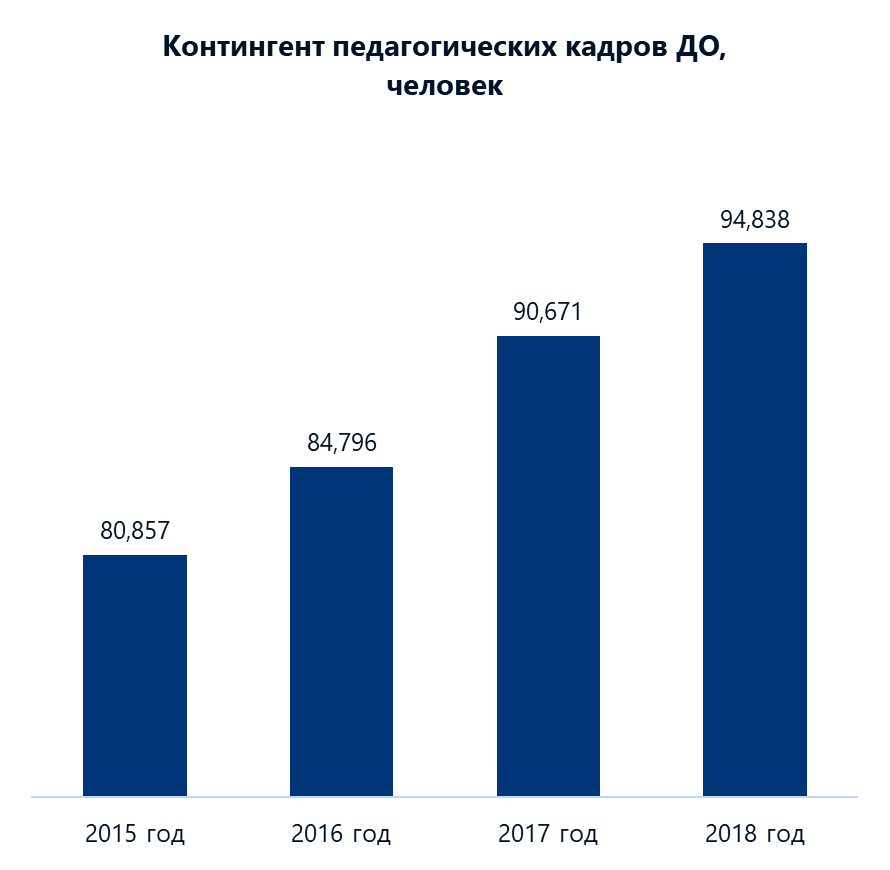 Контингент педагогических кадров ДО,
человек
94,838
90,671
84,796
80,857
2015 год
2016 год
2017 год
2018 год